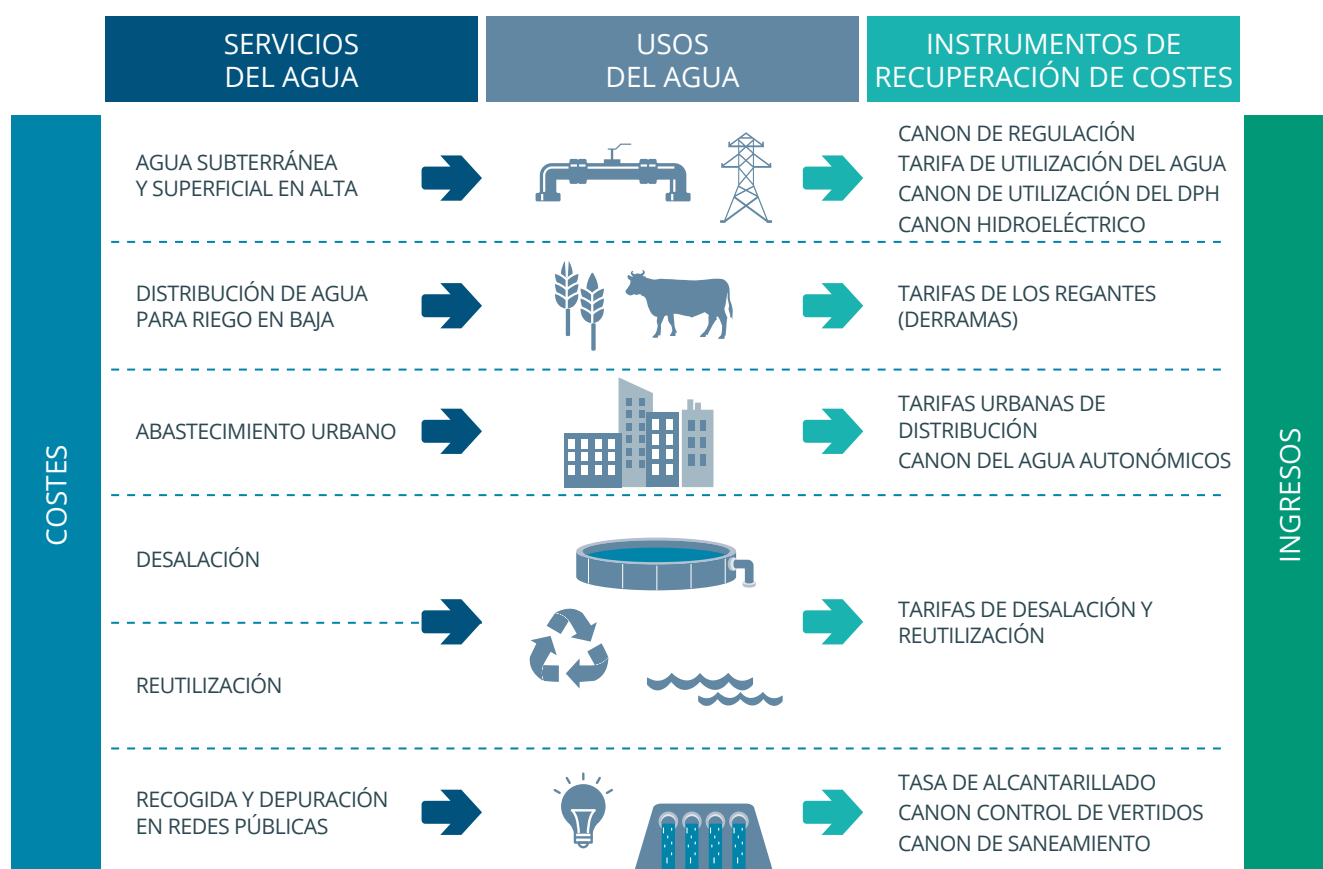 SERVICIOS
DEL AGUA
USOS
DEL AGUA
INSTRUMENTOS DE
RECUPERACIÓN DE COSTES
COSTES
AGUA SUBTERRÁNEA
Y SUPERFICIAL EN ALTA
CANON DE REGULACIÓN
TARIFA DE UTILIZACIÓN DEL AGUA
CANON DE UTILIZACIÓN DEL DPH
CANON HIDROELÉCTRICO
DISTRIBUCIÓN DE AGUA
PARA RIEGO EN BAJA
TARIFAS DE LOS REGANTES
(DERRAMAS)
ABASTECIMIENTO URBANO
TARIFAS URBANAS DE
DISTRIBUCIÓN
CANON DEL AGUA AUTONÓMICOS
DESALACIÓN
REUTILIZACIÓN
TARIFAS DE DESALACIÓN Y
REUTILIZACIÓN
RECOGIDA Y DEPURACIÓN
EN REDES PÚBLICAS
TASA DE ALCANTARILLADO
CANON CONTROL DE VERTIDOS
CANON DE SANEAMIENTO
INGRESOS